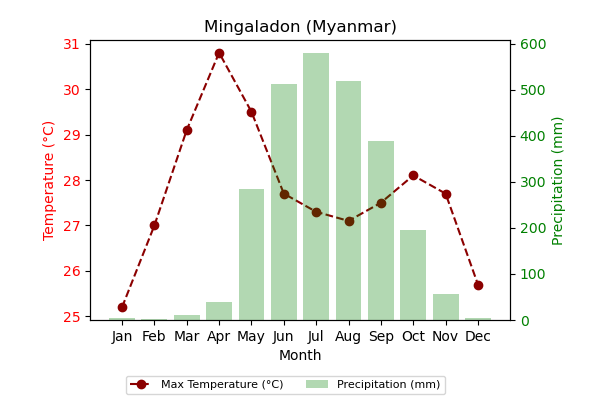 Mingaladon (Myanmar)
31
30
29
28
27
26
25
Temperature (°C)
600
500
400
300
200
100
0
Precipitation (mm)
Jan Feb Mar Apr May Jun Jul Aug Sep Oct Nov Dec
Month
Max Temperature (°C) Precipitation (mm)